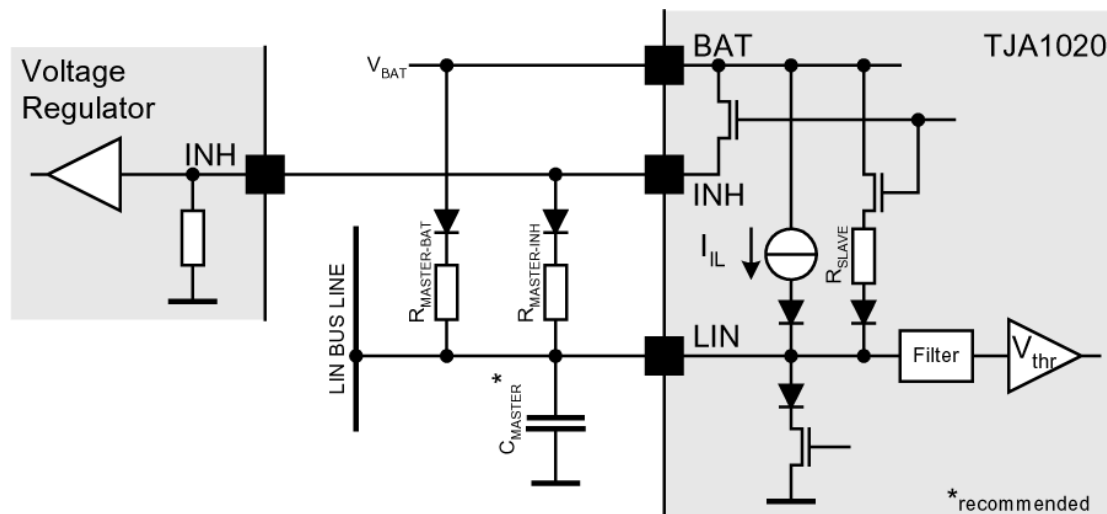 Voltage
Regulator
INH
V_BAT
BAT
TJA1020
INH
R_MASTER-BAT
R_MASTER-INH
I_IL
R_SLAVE
LIN BUS LINE
LIN
Filter
V_thr
C_MASTER*
*recommended